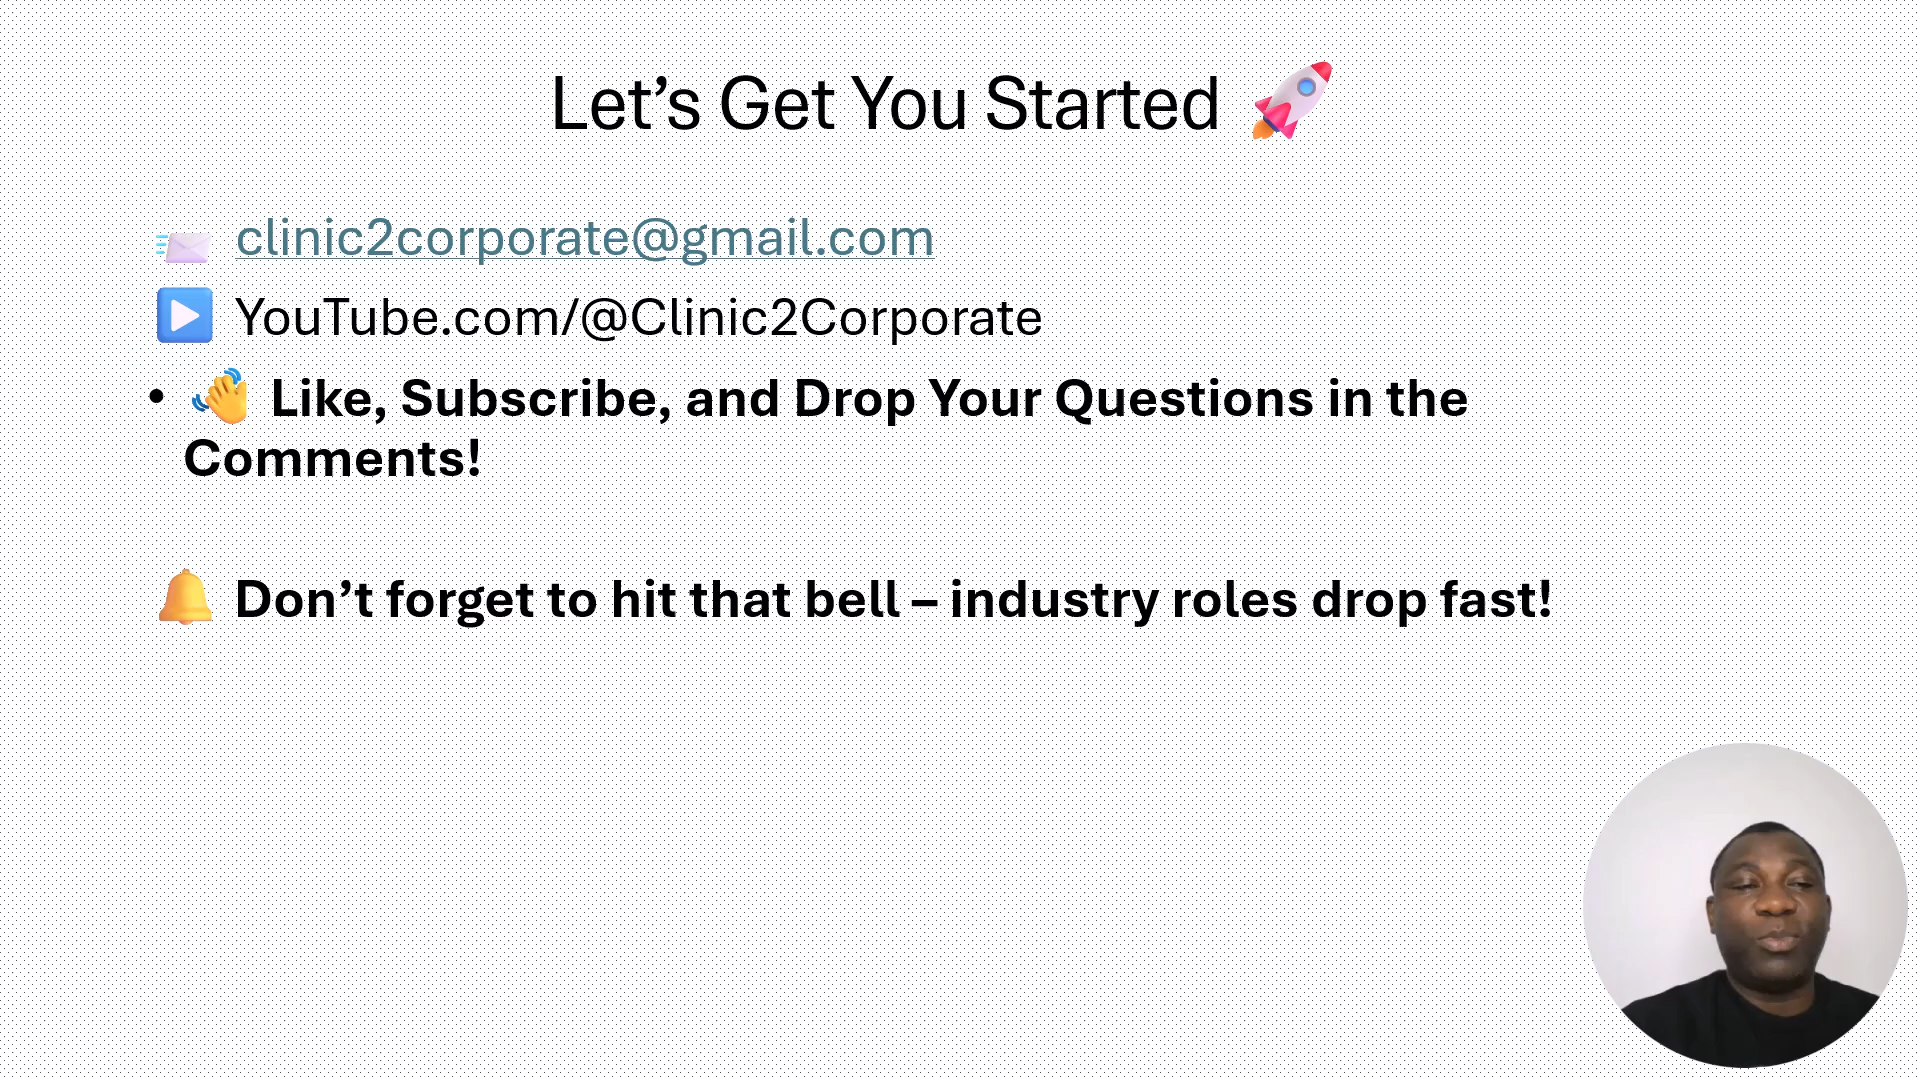 Let’s Get You Started 🚀
📨 clinic2corporate@gmail.com
▶️ YouTube.com/@Clinic2Corporate
• 👋 Like, Subscribe, and Drop Your Questions in the
Comments!
🔔 Don’t forget to hit that bell – industry roles drop fast!